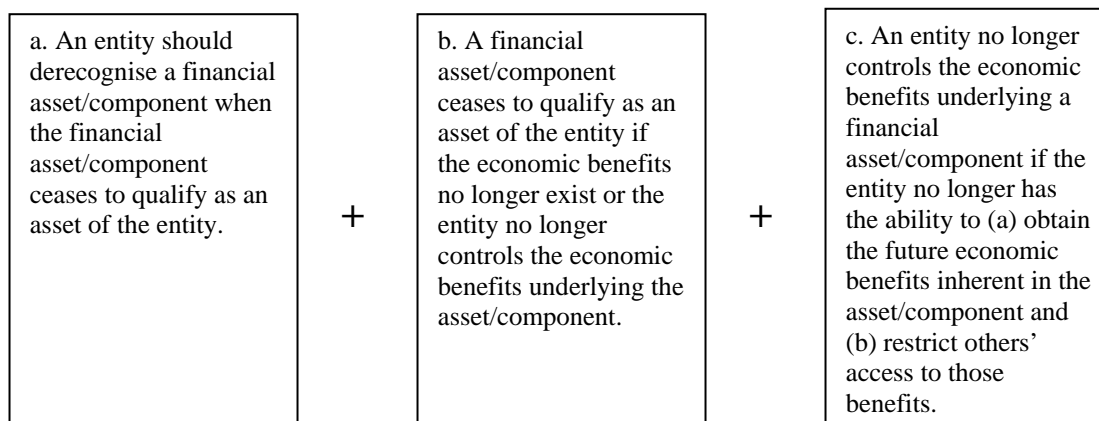 a. An entity should
derecognise a financial
asset/component when
the financial
asset/component
ceases to qualify as an
asset of the entity.
+
b. A financial
asset/component
ceases to qualify as an
asset of the entity if
the economic benefits
no longer exist or the
entity no longer
controls the economic
benefits underlying the
asset/component.
+
c. An entity no longer
controls the economic
benefits underlying a
financial
asset/component if the
entity no longer has
the ability to (a) obtain
the future economic
benefits inherent in the
asset/component and
(b) restrict others’
access to those
benefits.